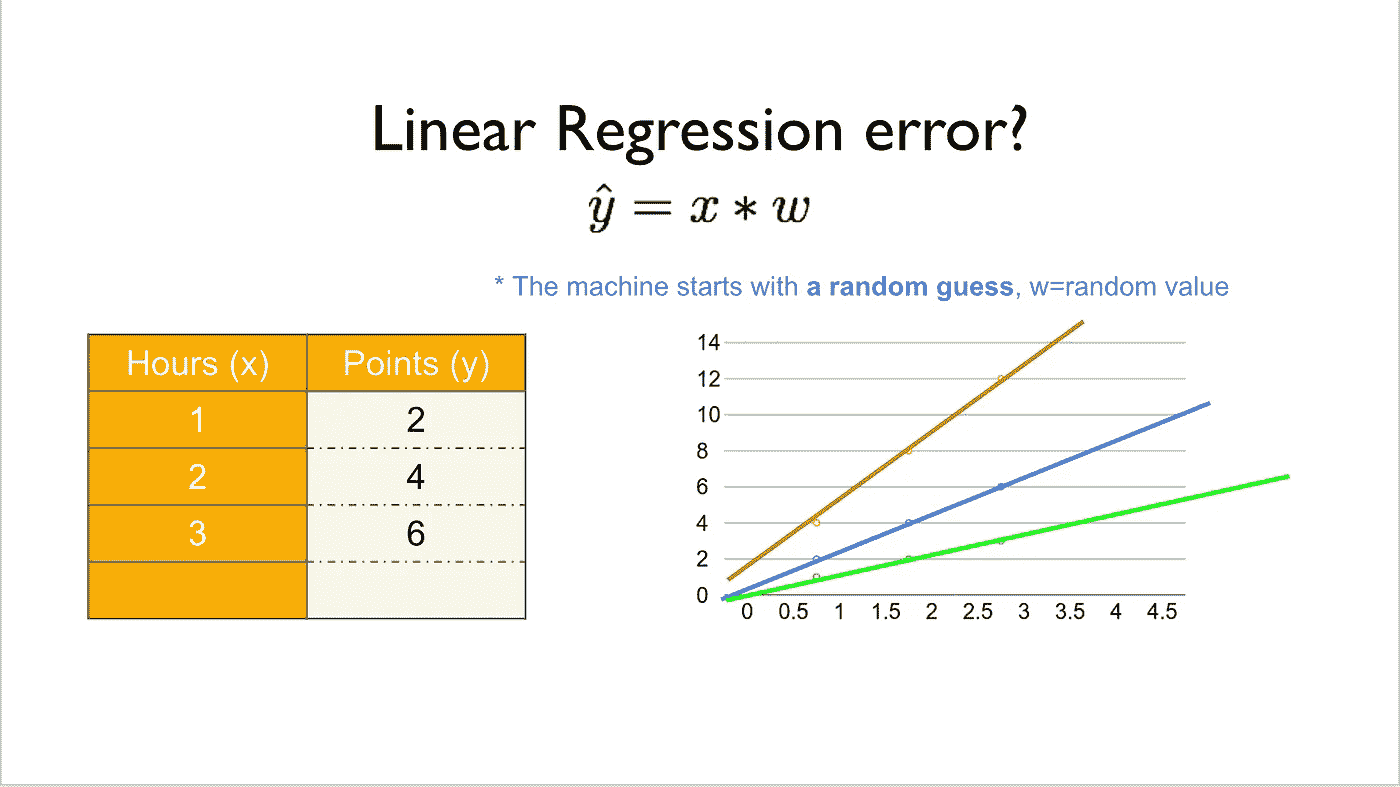 Linear Regression error?
ŷ = x * w
* The machine starts with a random guess, w=random value
Hours (x) Points (y)
1 2
2 4
3 6
14
12
10
8
6
4
2
0
0 0.5 1 1.5 2 2.5 3 3.5 4 4.5